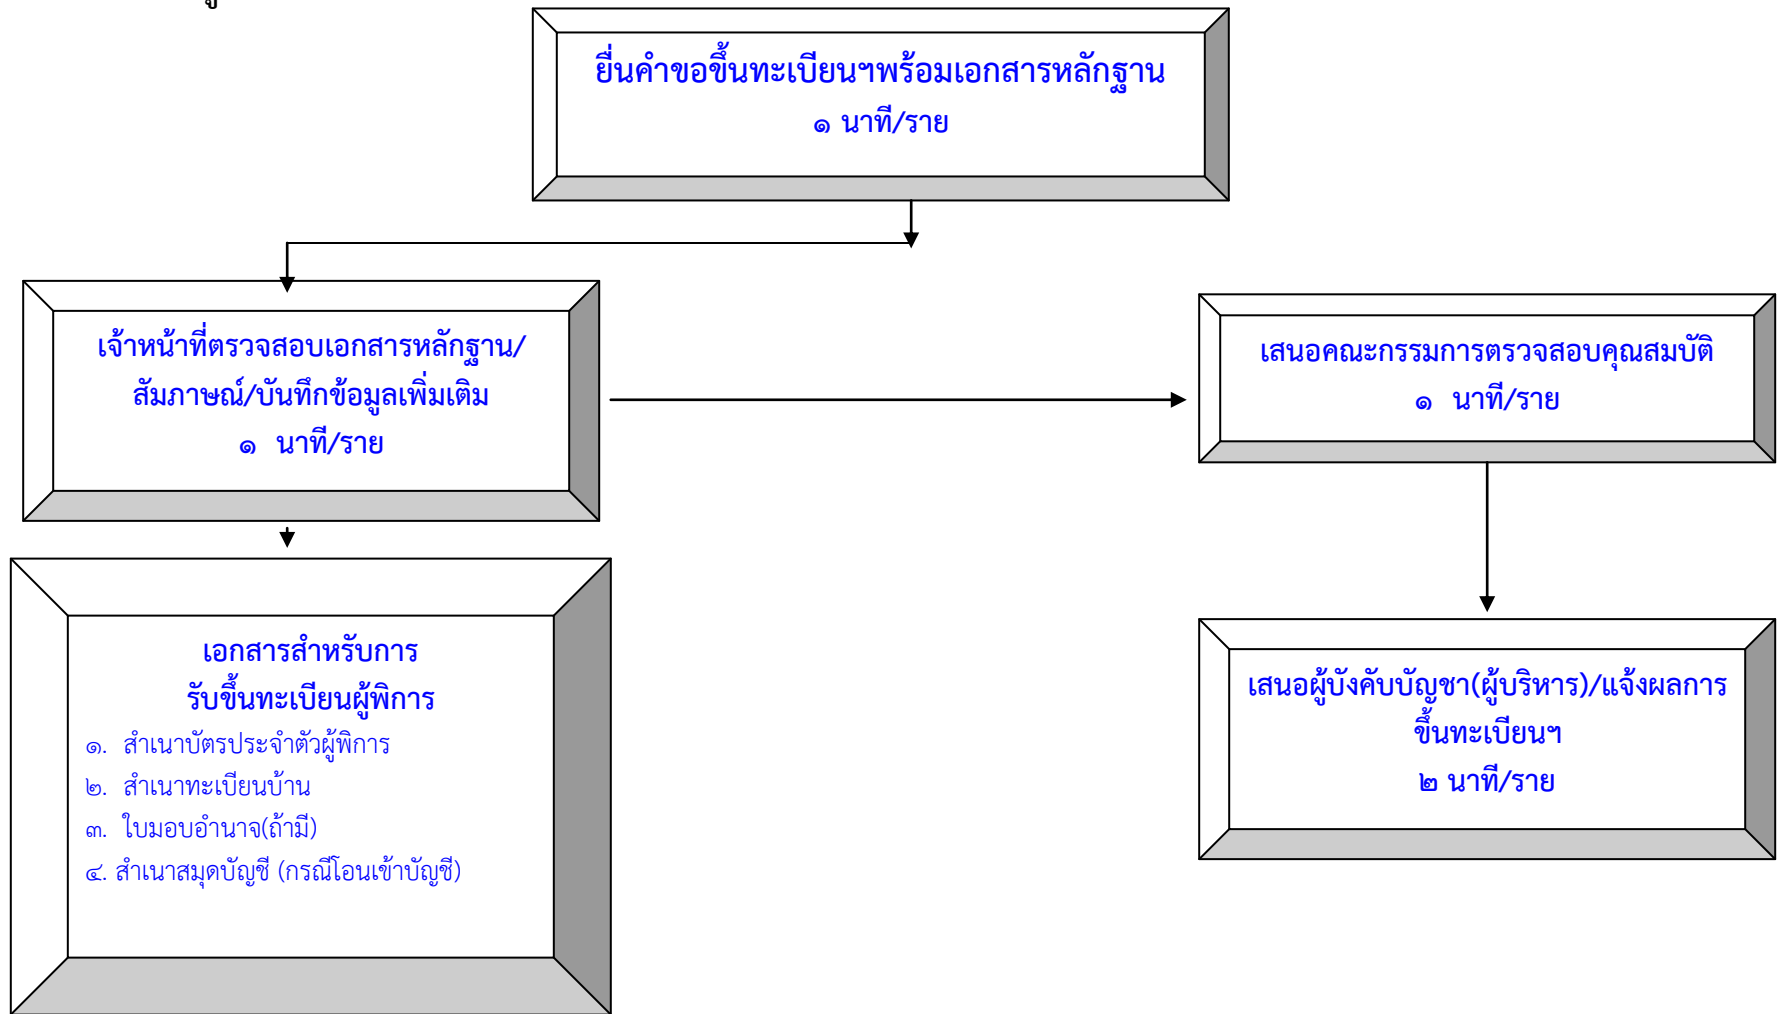 ยื่นคำขอขึ้นทะเบียนฯพร้อมเอกสารหลักฐาน
๑ นาที/ราย
เจ้าหน้าที่ตรวจสอบเอกสารหลักฐาน/
สัมภาษณ์/บันทึกข้อมูลเพิ่มเติม
๑ นาที/ราย
เสนอคณะกรรมการตรวจสอบคุณสมบัติ
๑ นาที/ราย
เอกสารสำหรับการ
รับขึ้นทะเบียนผู้พิการ
๑. สำเนาบัตรประจำตัวผู้พิการ
๒. สำเนาทะเบียนบ้าน
๓. ใบมอบอำนาจ(ถ้ามี)
๔. สำเนาสมุดบัญชี (กรณีโอนเข้าบัญชี)
เสนอผู้บังคับบัญชา(ผู้บริหาร)/แจ้งผลการ
ขึ้นทะเบียนฯ
๒ นาที/ราย